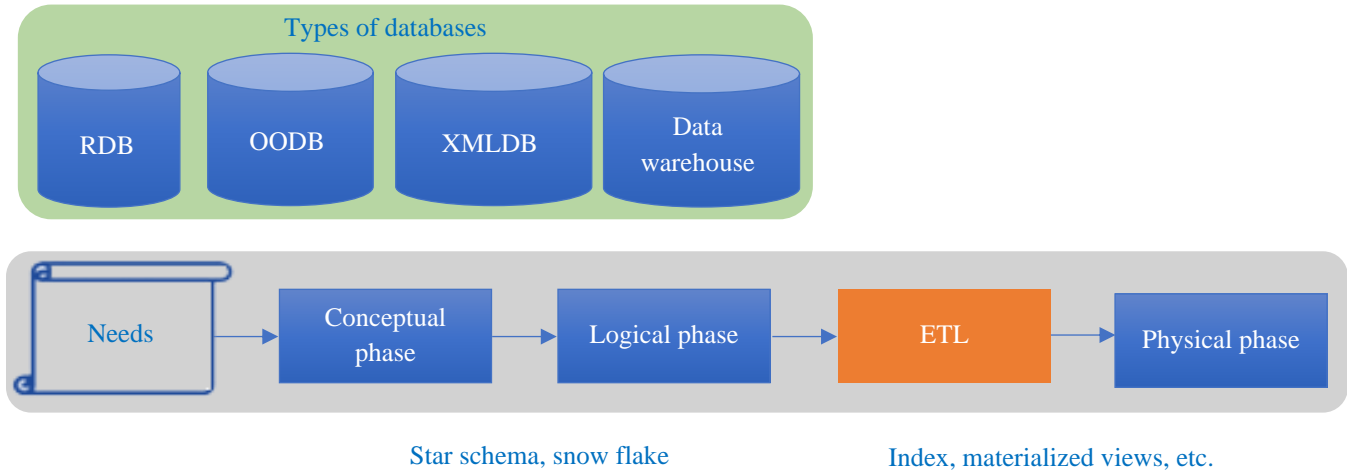 Types of databases
RDB
OODB
XMLDB
Data
warehouse
Needs
Conceptual
phase
Logical phase
ETL
Physical phase
Star schema, snow flake
Index, materialized views, etc.